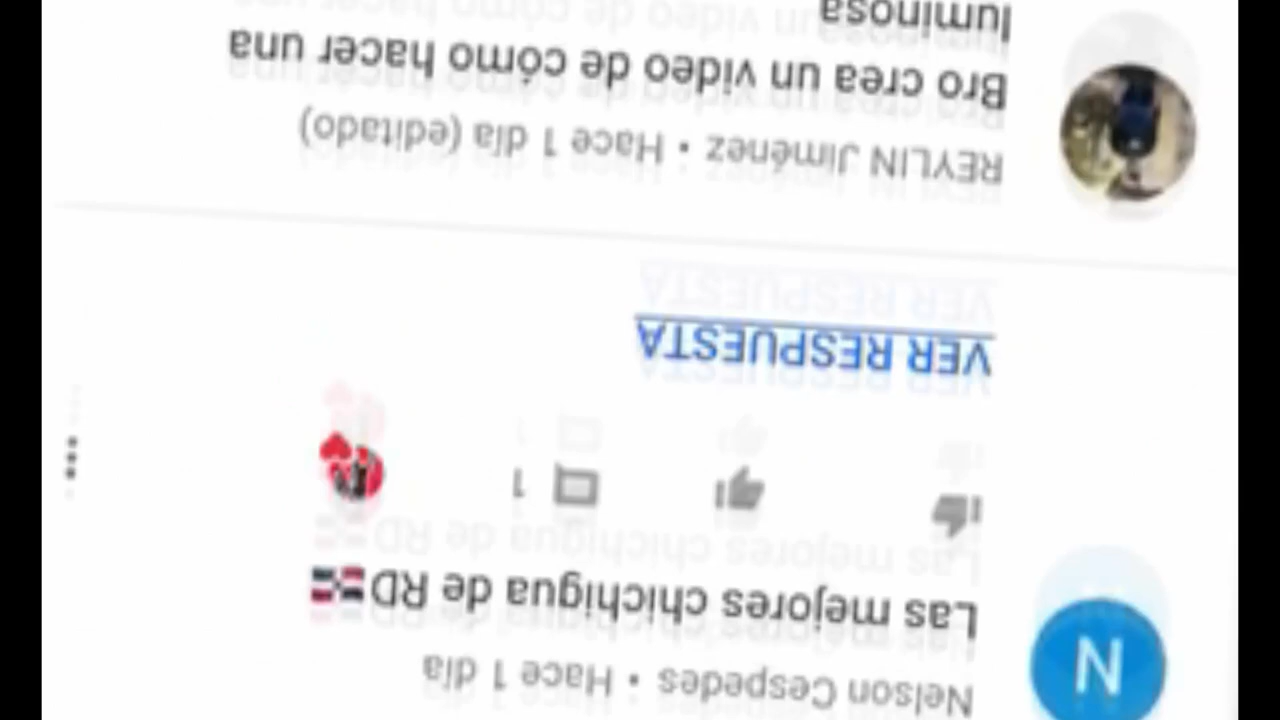 Nelson Cespedes • Hace 1 día
Las mejores chichigua de RD🇩🇴
1
VER RESPUESTA
REYLIN Jiménez • Hace 1 día (editado)
Bro crea un video de cómo hacer una
luminosa
N